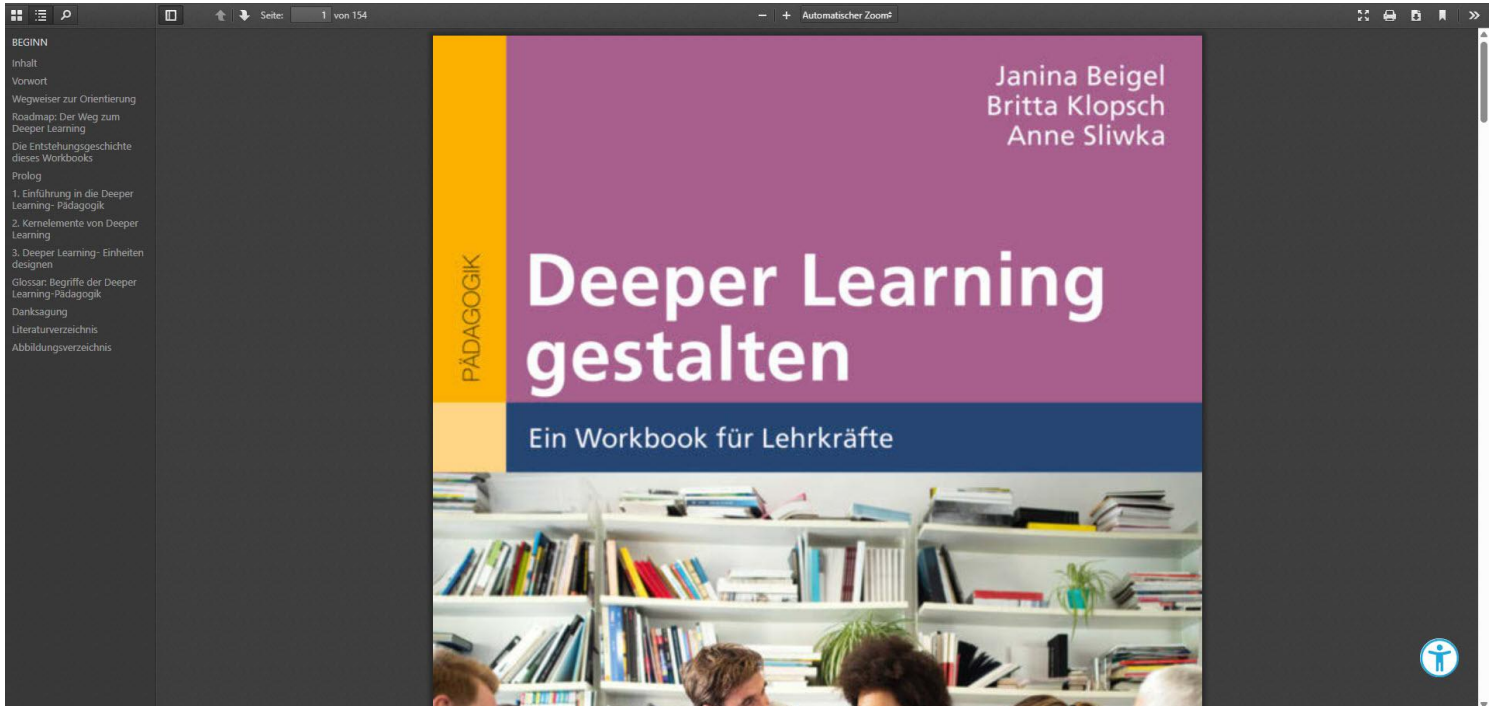 Seite: 1 von 154
Automatischer Zoom
BEGINN
Inhalt
Vorwort
Wegweiser zur Orientierung
Roadmap: Der Weg zum
Deeper Learning
Die Entstehungsgeschichte
dieses Workbooks
Prolog
1. Einführung in die Deeper
Learning- Pädagogik
2. Kernelemente von Deeper
Learning
3. Deeper Learning- Einheiten
designen
Glossar: Begriffe der Deeper
Learning-Pädagogik
Danksagung
Literaturverzeichnis
Abbildungsverzeichnis
Janina Beigel
Britta Klopsch
Anne Sliwka
PÄDAGOGIK
Deeper Learning
gestalten
Ein Workbook für Lehrkräfte